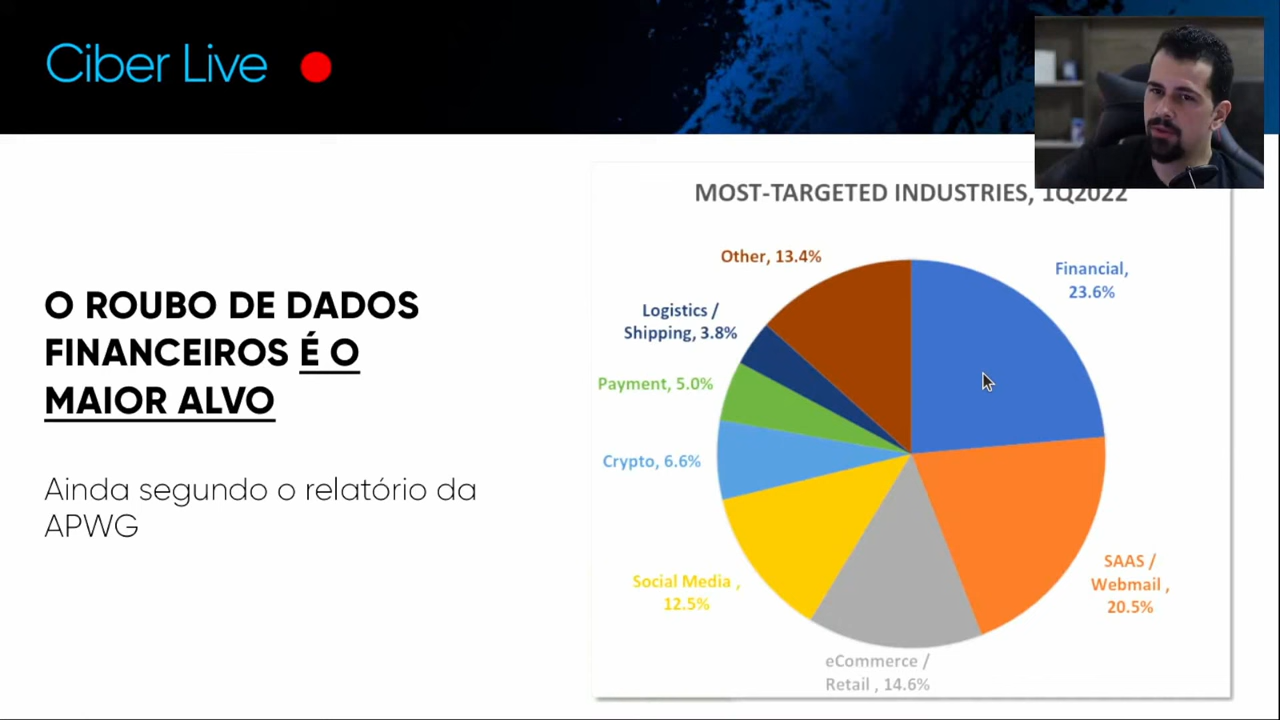 Ciber Live
O ROUBO DE DADOS
FINANCEIROS É O
MAIOR ALVO
Ainda segundo o relatório da
APWG
MOST-TARGETED INDUSTRIES, 1Q2022
Other, 13.4%
Financial,
23.6%
Logistics /
Shipping, 3.8%
Payment, 5.0%
Crypto, 6.6%
Social Media ,
12.5%
SAAS /
Webmail ,
20.5%
eCommerce /
Retail , 14.6%